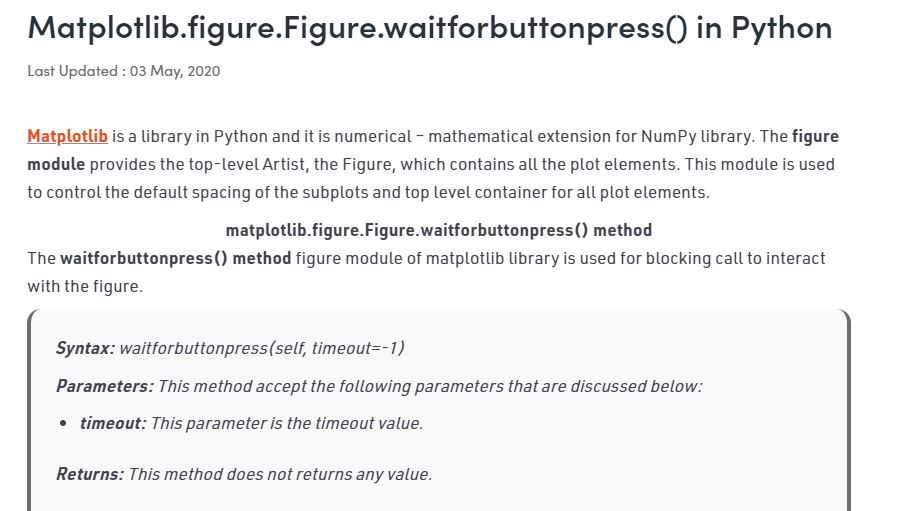 Matplotlib.figure.Figure.waitforbuttonpress() in Python
Last Updated : 03 May, 2020
Matplotlib is a library in Python and it is numerical – mathematical extension for NumPy library. The figure
module provides the top-level Artist, the Figure, which contains all the plot elements. This module is used
to control the default spacing of the subplots and top level container for all plot elements.
matplotlib.figure.Figure.waitforbuttonpress() method
The waitforbuttonpress() method figure module of matplotlib library is used for blocking call to interact
with the figure.
Syntax: waitforbuttonpress(self, timeout=-1)
Parameters: This method accept the following parameters that are discussed below:
• timeout: This parameter is the timeout value.
Returns: This method does not returns any value.